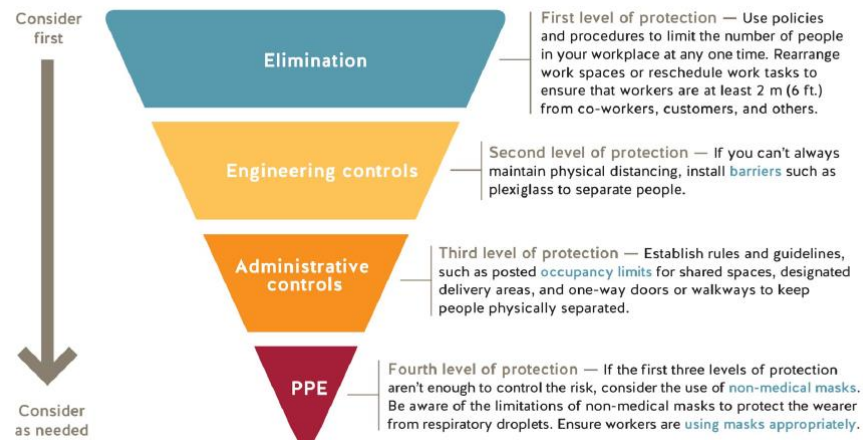 Consider
first
Elimination
First level of protection — Use policies
and procedures to limit the number of people
in your workplace at any one time. Rearrange
work spaces or reschedule work tasks to
ensure that workers are at least 2 m (6 ft.)
from co-workers, customers, and others.
Engineering controls
Second level of protection — If you can't always
maintain physical distancing, install barriers such as
plexiglass to separate people.
Administrative
controls
Third level of protection — Establish rules and guidelines,
such as posted occupancy limits for shared spaces, designated
delivery areas, and one-way doors or walkways to keep
people physically separated.
PPE
Fourth level of protection — If the first three levels of protection
aren't enough to control the risk, consider the use of non-medical masks.
Be aware of the limitations of non-medical masks to protect the wearer
from respiratory droplets. Ensure workers are using masks appropriately.
Consider
as needed